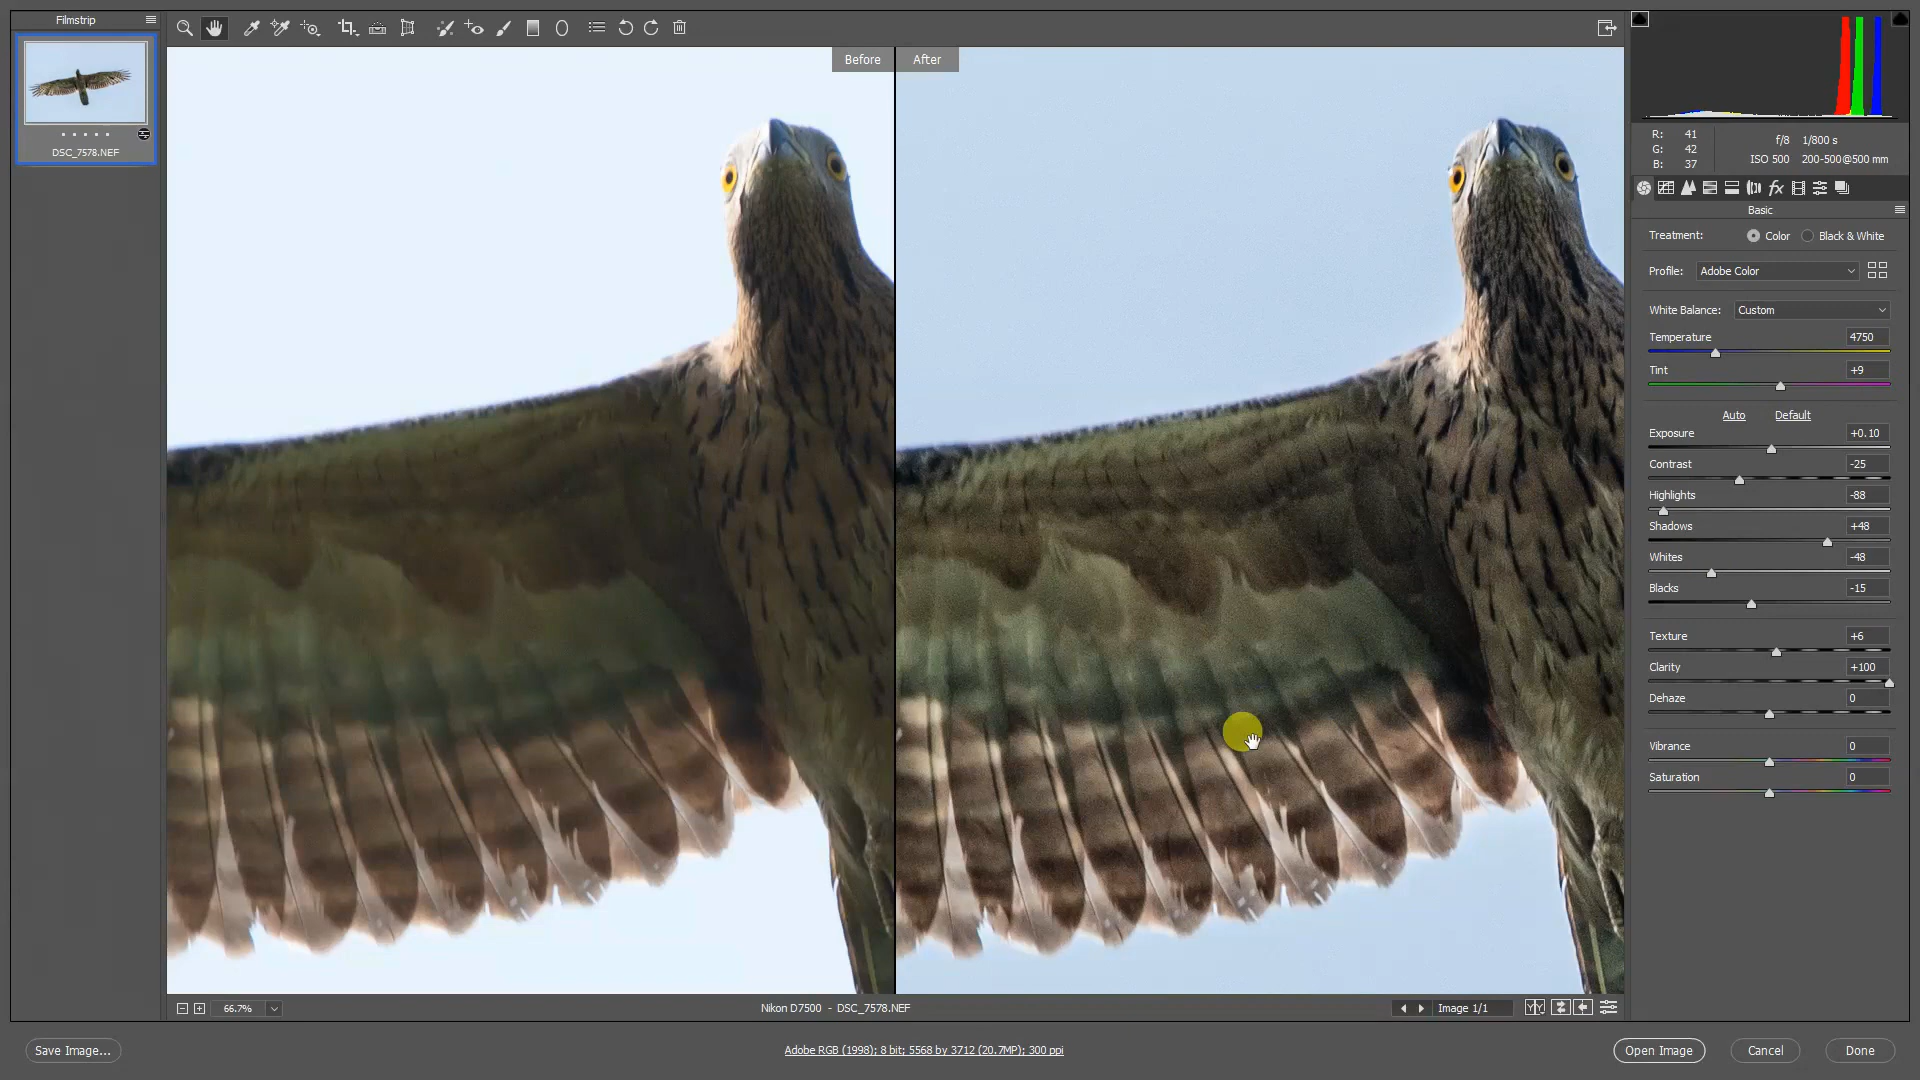 Filmstrip
DSC_7578.NEF
Before
After
R: 41
G: 42
B: 37
f/8 1/800 s
ISO 500 200-500@500 mm
Basic
Treatment: Color Black & White
Profile: Adobe Color
White Balance: Custom
Temperature 4750
Tint +9
Auto Default
Exposure +0.10
Contrast -25
Highlights -88
Shadows +48
Whites -48
Blacks -15
Texture +6
Clarity +100
Dehaze 0
Vibrance 0
Saturation 0
66.7%
Nikon D7500 - DSC_7578.NEF
Image 1/1
Save Image...
Adobe RGB (1998); 8 bit; 5568 by 3712 (20.7MP); 300 ppi
Open Image
Cancel
Done